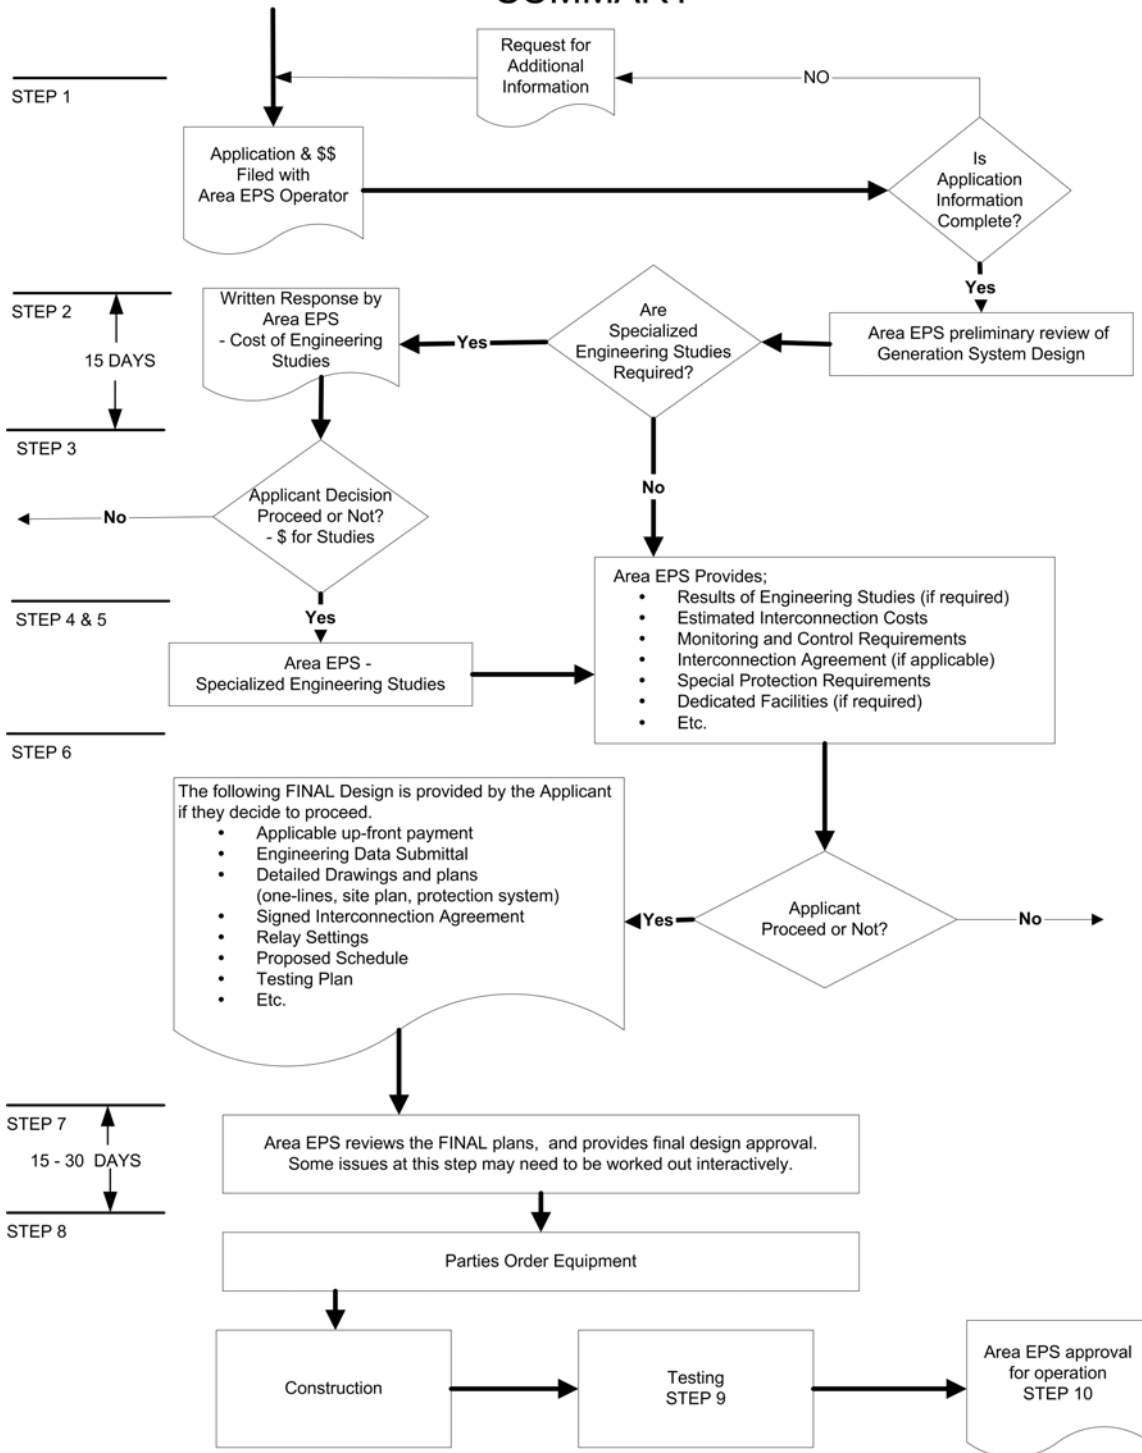 SUMMARY
STEP 1
Request for
Additional
Information
NO
Application & $$
Filed with
Area EPS Operator
Is
Application
Information
Complete?
Yes
STEP 2
15 DAYS
Written Response by
Area EPS
- Cost of Engineering
Studies
Yes
Are
Specialized
Engineering Studies
Required?
Area EPS preliminary review of
Generation System Design
STEP 3
No
Applicant Decision
Proceed or Not?
- $ for Studies
No
Yes
STEP 4 & 5
Area EPS -
Specialized Engineering Studies
Area EPS Provides;
• Results of Engineering Studies (if required)
• Estimated Interconnection Costs
• Monitoring and Control Requirements
• Interconnection Agreement (if applicable)
• Special Protection Requirements
• Dedicated Facilities (if required)
• Etc.
STEP 6
The following FINAL Design is provided by the Applicant
if they decide to proceed.
• Applicable up-front payment
• Engineering Data Submittal
• Detailed Drawings and plans
(one-lines, site plan, protection system)
• Signed Interconnection Agreement
• Relay Settings
• Proposed Schedule
• Testing Plan
• Etc.
Yes
Applicant
Proceed or Not?
No
STEP 7
15 - 30 DAYS
Area EPS reviews the FINAL plans, and provides final design approval.
Some issues at this step may need to be worked out interactively.
STEP 8
Parties Order Equipment
Construction
Testing
STEP 9
Area EPS approval
for operation
STEP 10